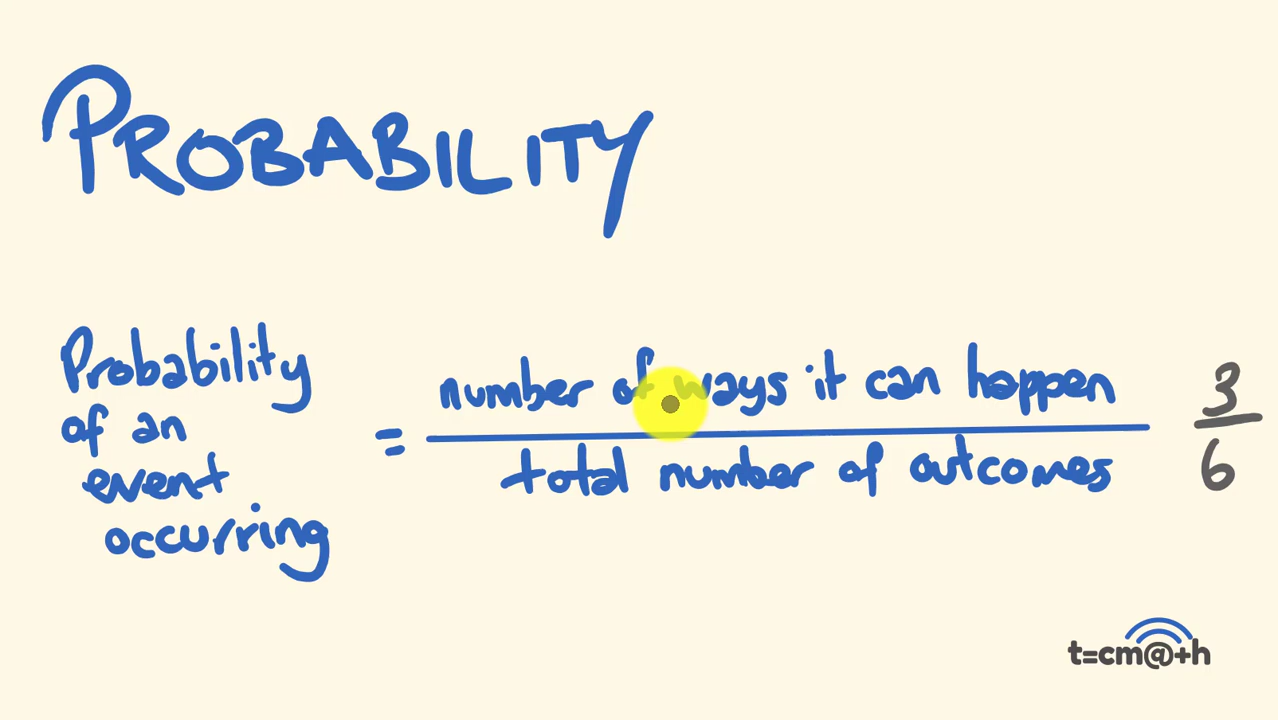 PROBABILITY
Probability
of an
event
occurring
=
number of ways it can happen
total number of outcomes
3
6
t=cm@+h